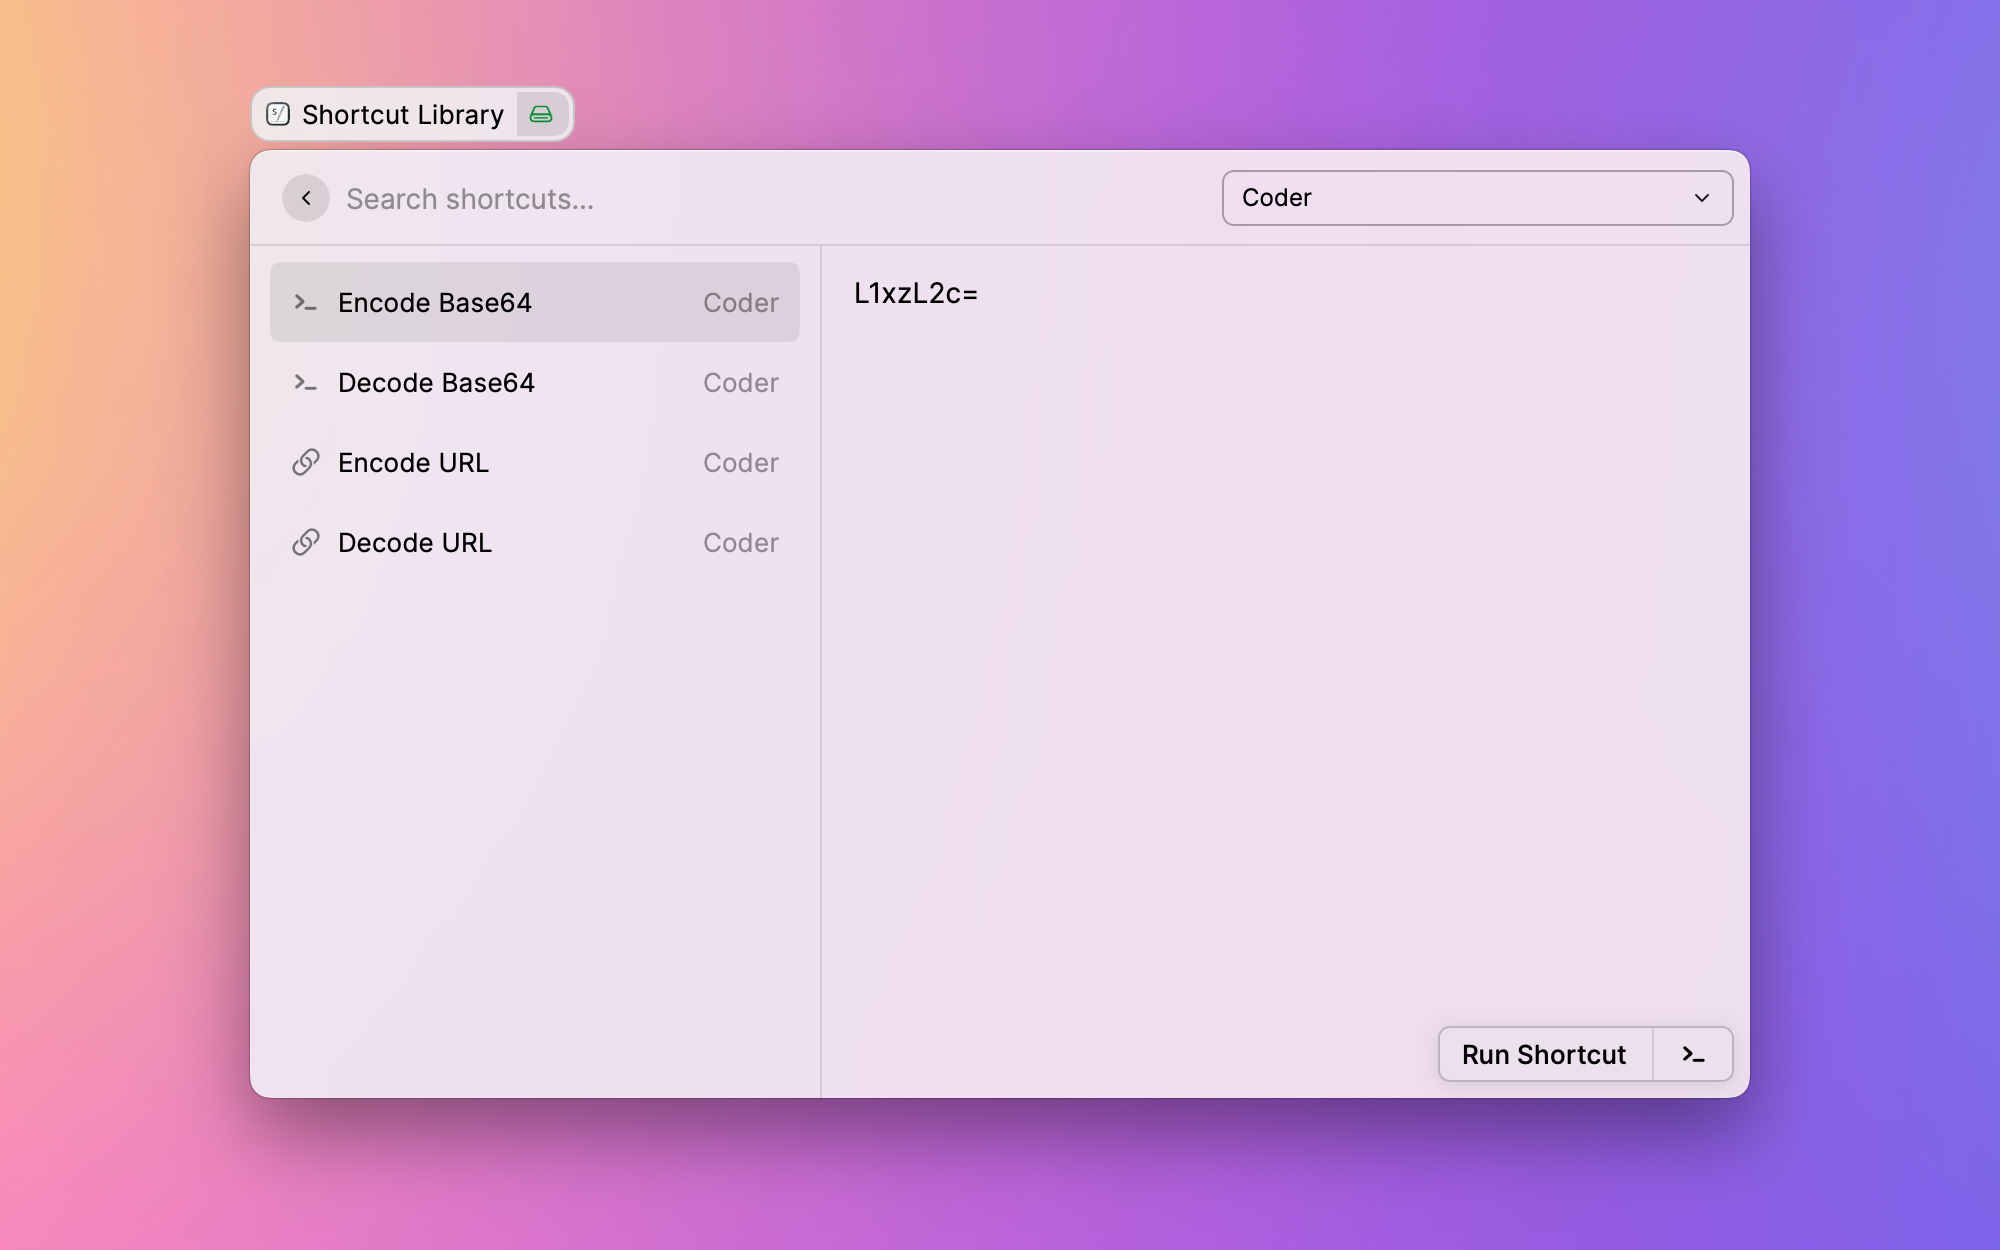 Shortcut Library
Search shortcuts...
Coder
Encode Base64 Coder
Decode Base64 Coder
Encode URL Coder
Decode URL Coder
L1xzL2c=
Run Shortcut